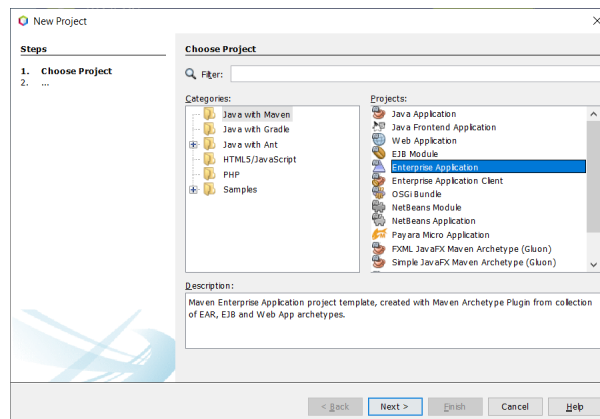 New Project
Steps
1. Choose Project
2. ...
Choose Project
Filter:
Categories:
Java with Maven
Java with Gradle
Java with Ant
HTML5/JavaScript
PHP
Samples
Projects:
Java Application
Java Frontend Application
Web Application
EJB Module
Enterprise Application
Enterprise Application Client
OSGi Bundle
NetBeans Module
NetBeans Application
Payara Micro Application
FXML JavaFX Maven Archetype (Gluon)
Simple JavaFX Maven Archetype (Gluon)
Description:
Maven Enterprise Application project template, created with Maven Archetype Plugin from collection
of EAR, EJB and Web App archetypes.
< Back
Next >
Finish
Cancel
Help